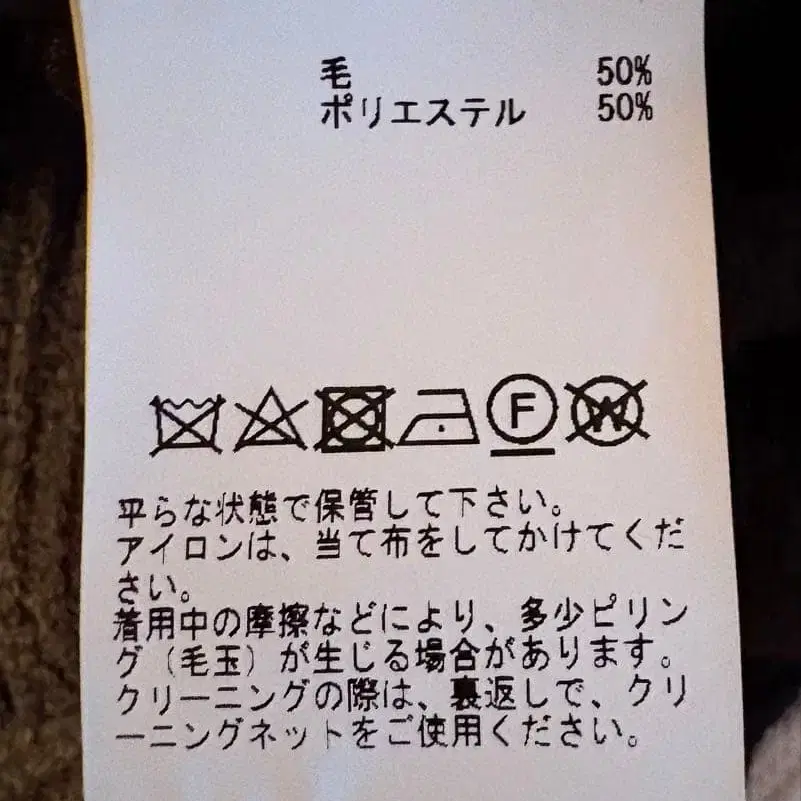 毛 50%
ポリエステル 50%
F W
平らな状態で保管して下さい。
アイロンは、当て布をしてかけてくだ
さい。
着用中の摩擦などにより、多少ピリン
グ（毛玉）が生じる場合があります。
クリーニングの際は、裏返しで、クリ
ーニングネットをご使用ください。